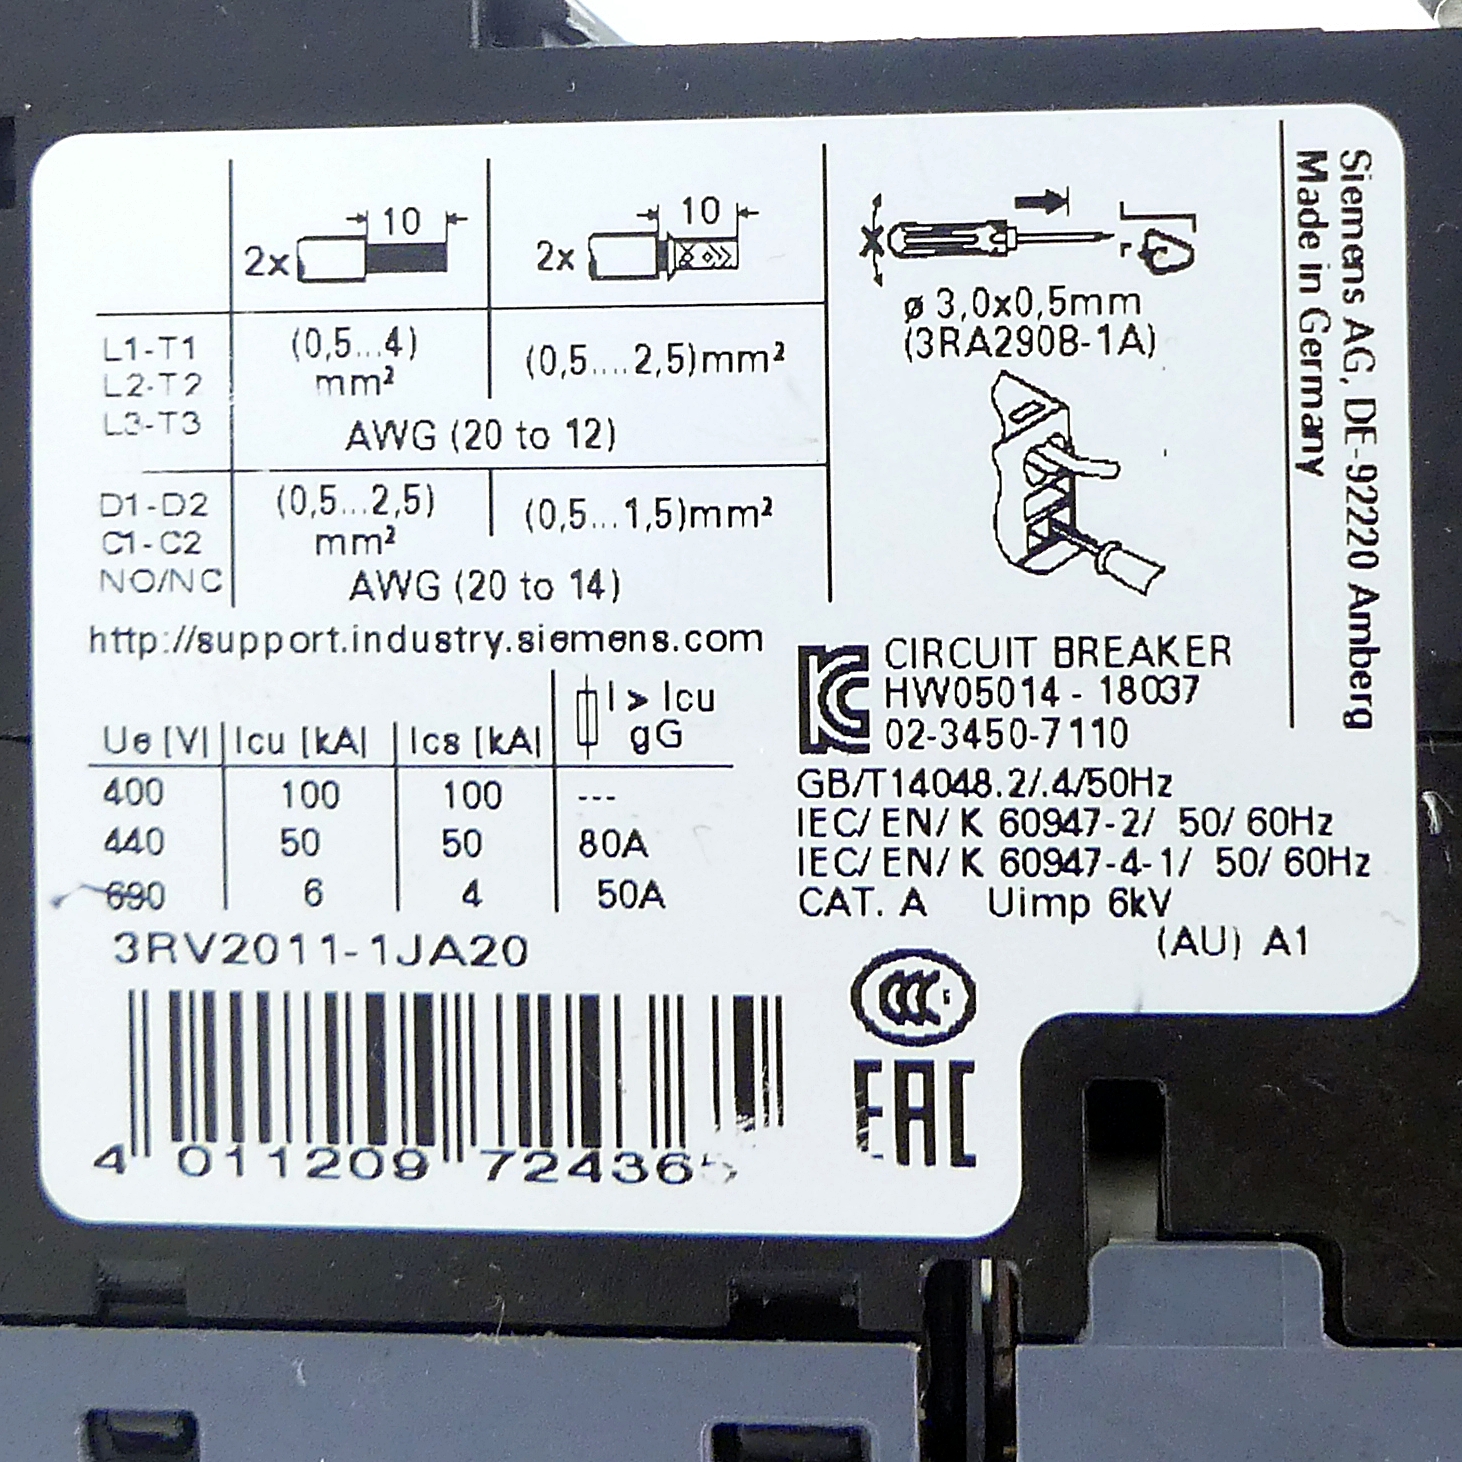 10
2x
10
2x
L1-T1
L2-T2
L3-T3
(0,5...4)
mm²
(0,5....2,5)mm²
AWG (20 to 12)
D1-D2
C1-C2
NO/NC
(0,5...2,5)
mm²
(0,5...1,5)mm²
AWG (20 to 14)
ø 3,0x0,5mm
(3RA2908-1A)
Siemens AG, DE-92220 Amberg
Made in Germany
http://support.industry.siemens.com
Ue [V] Icu [kA] Ics [kA] I > Icu gG
400 100 100 ---
440 50 50 80A
690 6 4 50A
3RV2011-1JA20
4 011209 72436
KC
CIRCUIT BREAKER
HW05014 - 18037
02-3450-7110
GB/T14048.2/.4/50Hz
IEC/ EN/ K 60947-2/ 50/ 60Hz
IEC/ EN/ K 60947-4-1/ 50/ 60Hz
CAT. A Uimp 6kV
(AU) A1
CCC
EAC